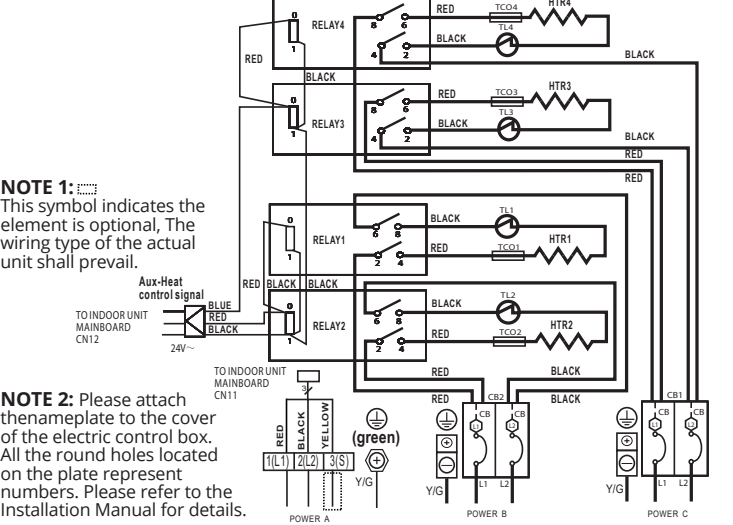 HTR4
RED
TCO4
0
RELAY4
8
6
1
TL4
BLACK
4
2
BLACK
RED
BLACK
0
RED
TCO3
HTR3
RELAY3
8
6
TL3
1
BLACK
4
2
BLACK
RED
RED
NOTE 1:
This symbol indicates the
element is optional, The
wiring type of the actual
unit shall prevail.
0
TL1
BLACK
6
8
RELAY1
RED
TCO1
HTR1
1
2
4
Aux-Heat
control signal
RED
BLACK
BLACK
TO INDOOR UNIT
MAINBOARD
CN12
BLUE
RED
BLACK
24V~
0
TL2
BLACK
6
8
RELAY2
RED
TCO2
HTR2
1
2
4
TO INDOOR UNIT
MAINBOARD
CN11
3
RED
BLACK
RED
BLACK
CB2
CB1
NOTE 2: Please attach
thenameplate to the cover
of the electric control box.
All the round holes located
on the plate represent
numbers. Please refer to the
Installation Manual for details.
RED
BLACK
YELLOW
1(L1)
2(L2)
3(S)
POWER A
(green)
Y/G
CB
CB
L1
L2
Y/G
L1
L2
POWER B
CB
CB
L1
L2
Y/G
L1
L2
POWER C